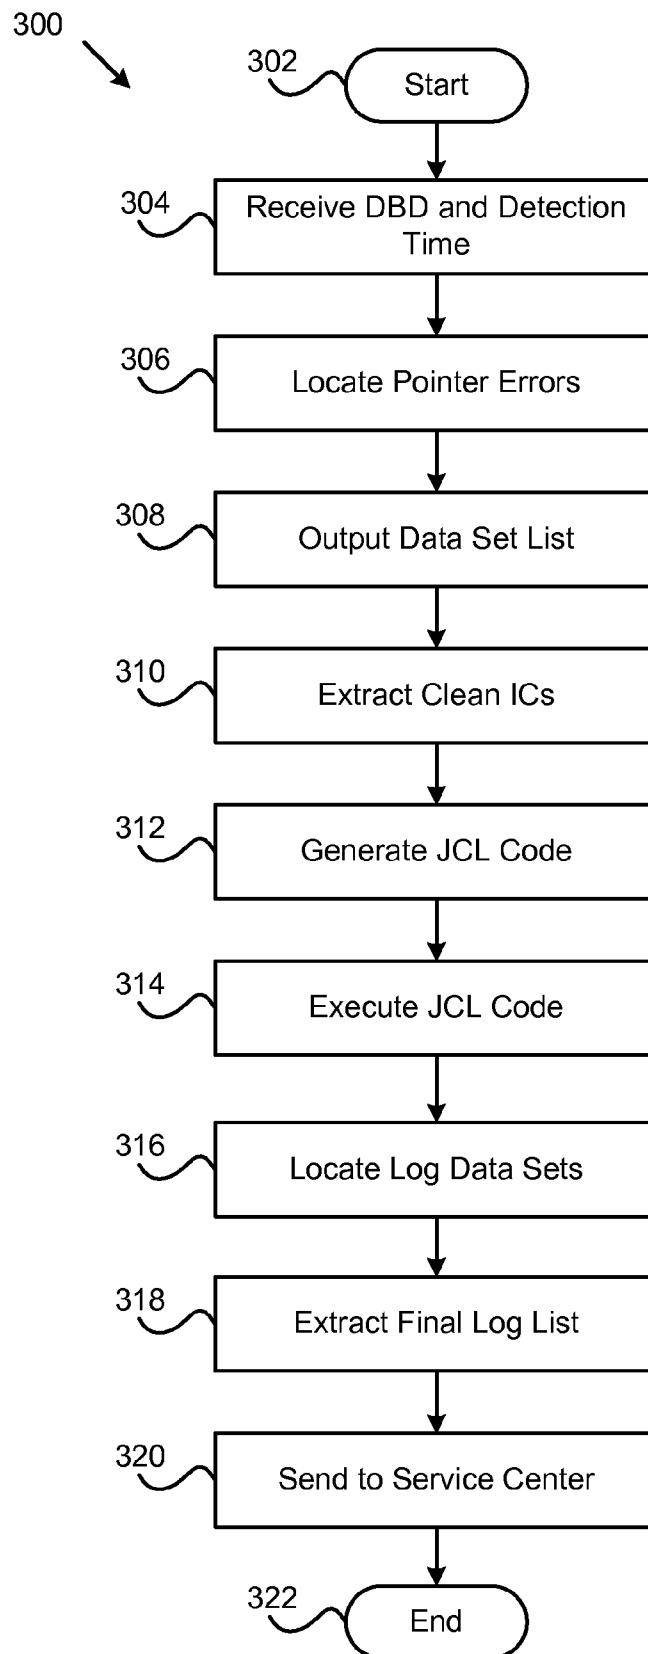 300
302
Start
304
Receive DBD and Detection
Time
306
Locate Pointer Errors
308
Output Data Set List
310
Extract Clean ICs
312
Generate JCL Code
314
Execute JCL Code
316
Locate Log Data Sets
318
Extract Final Log List
320
Send to Service Center
322
End